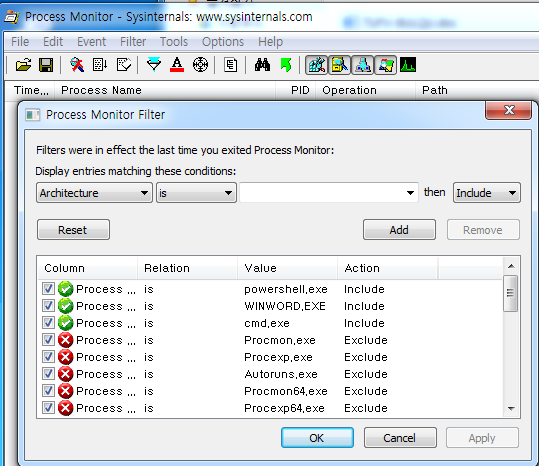 Process Monitor - Sysinternals: www.sysinternals.com
File Edit Event Filter Tools Options Help
Time... Process Name PID Operation Path
Process Monitor Filter
Filters were in effect the last time you exited Process Monitor:
Display entries matching these conditions:
Architecture is then Include
Reset Add Remove
Column Relation Value Action
Process ... is powershell.exe Include
Process ... is WINWORD.EXE Include
Process ... is cmd.exe Include
Process ... is Procmon.exe Exclude
Process ... is Procexp.exe Exclude
Process ... is Autoruns.exe Exclude
Process ... is Procmon64.exe Exclude
Process ... is Procexp64.exe Exclude
OK Cancel Apply